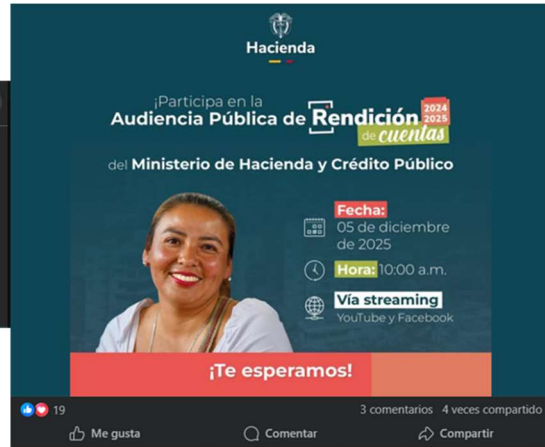 Hacienda
¡Participa en la
Audiencia Pública de Rendición 2024 2025
de cuentas
del Ministerio de Hacienda y Crédito Público
Fecha:
05 de diciembre
de 2025
Hora: 10:00 a.m.
Vía streaming
YouTube y Facebook
¡Te esperamos!
19
3 comentarios 4 veces compartido
Me gusta
Comentar
Compartir